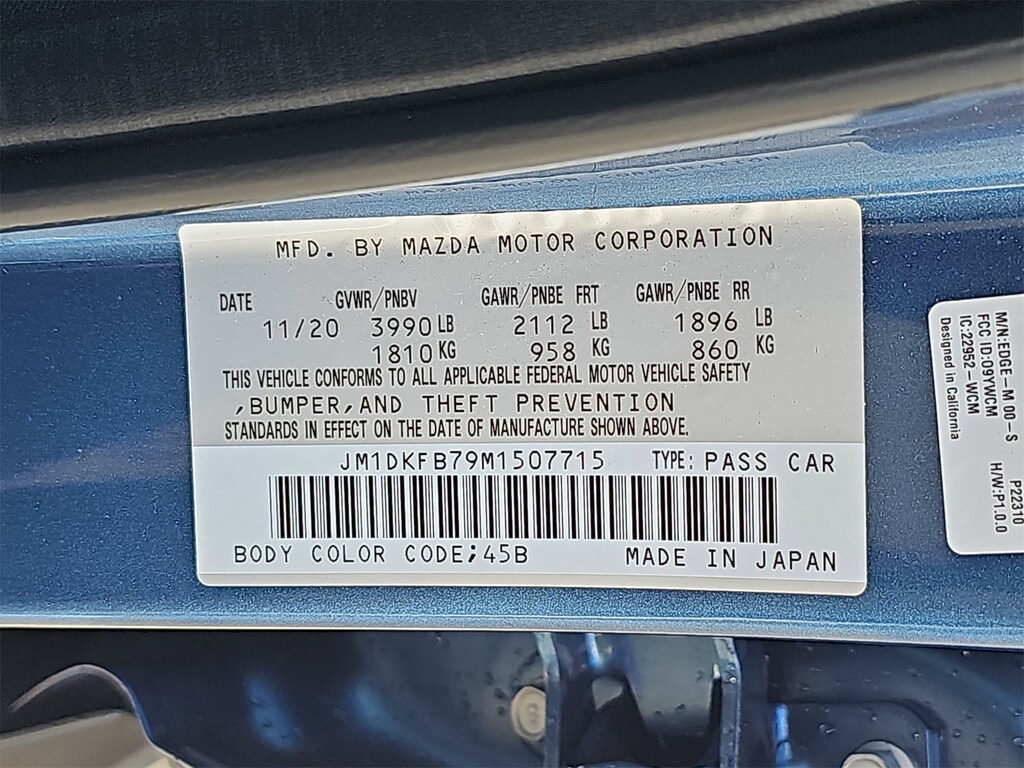 MFD. BY MAZDA MOTOR CORPORATION
DATE GVWR/PNBV GAWR/PNBE FRT GAWR/PNBE RR
11/20 3990 LB 2112 LB 1896 LB
1810 KG 958 KG 860 KG
THIS VEHICLE CONFORMS TO ALL APPLICABLE FEDERAL MOTOR VEHICLE SAFETY
,BUMPER,AND THEFT PREVENTION
STANDARDS IN EFFECT ON THE DATE OF MANUFACTURE SHOWN ABOVE.
JM1DKFB79M1507715 TYPE: PASS CAR
BODY COLOR CODE;45B MADE IN JAPAN
M/N:EDGE-M 00-S P22310
FCC ID:O9YWCM H/W:P1.0.0
IC:22952-WCM
Designed in California